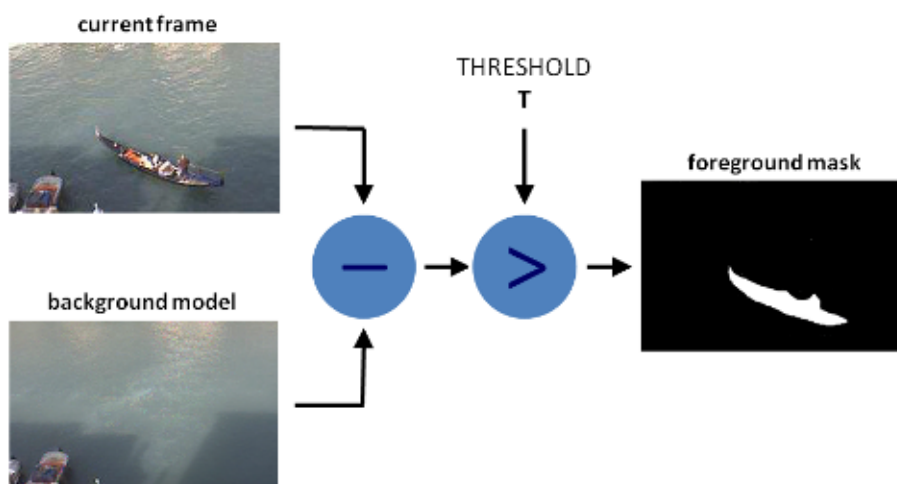 current frame
THRESHOLD
T
foreground mask
−
>
background model